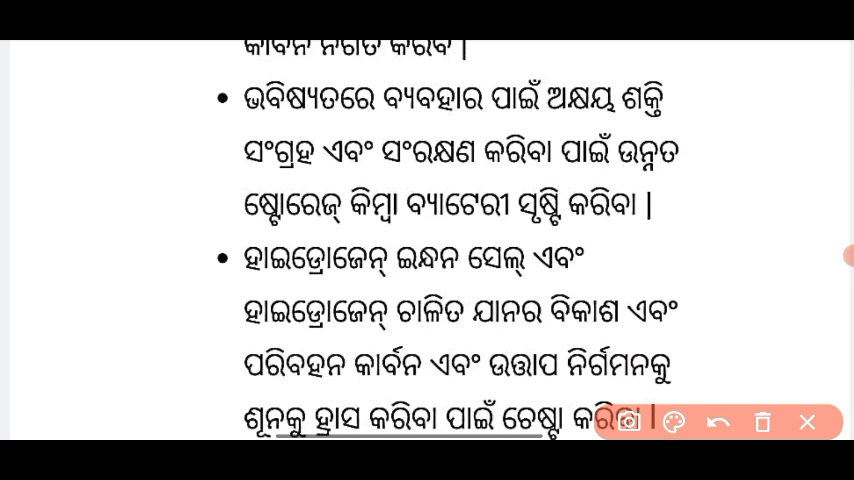 ଭବିଷ୍ୟତରେ ବ୍ୟବହାର ପାଇଁ ଅକ୍ଷୟ ଶକ୍ତି
ସଂଗ୍ରହ ଏବଂ ସଂରକ୍ଷଣ କରିବା ପାଇଁ ଉନ୍ନତ
ଷ୍ଟୋରେଜ୍ କିମ୍ବା ବ୍ୟାଟେରୀ ସୃଷ୍ଟି କରିବା |
ହାଇଡ୍ରୋଜେନ୍ ଇନ୍ଧନ ସେଲ୍ ଏବଂ
ହାଇଡ୍ରୋଜେନ୍ ଚାଳିତ ଯାନର ବିକାଶ ଏବଂ
ପରିବହନ କାର୍ବନ ଏବଂ ଉତ୍ତାପ ନିର୍ଗମନକୁ
ଶୂନକୁ ହ୍ରାସ କରିବା ପାଇଁ ଚେଷ୍ଟା